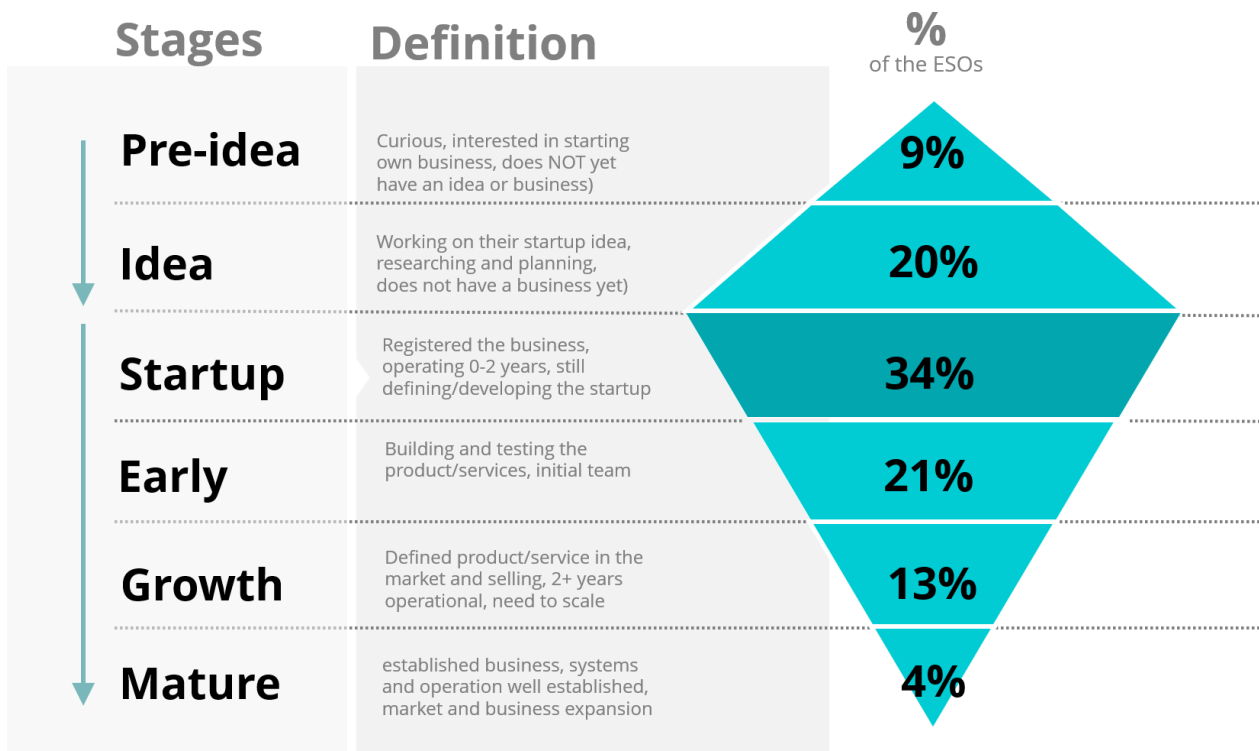 Stages
Definition
%
of the ESOs
Pre-idea
Curious, interested in starting
own business, does NOT yet
have an idea or business)
9%
Idea
Working on their startup idea,
researching and planning,
does not have a business yet)
20%
Startup
Registered the business,
operating 0-2 years, still
defining/developing the startup
34%
Early
Building and testing the
product/services, initial team
21%
Growth
Defined product/service in the
market and selling, 2+ years
operational, need to scale
13%
Mature
established business, systems
and operation well established,
market and business expansion
4%